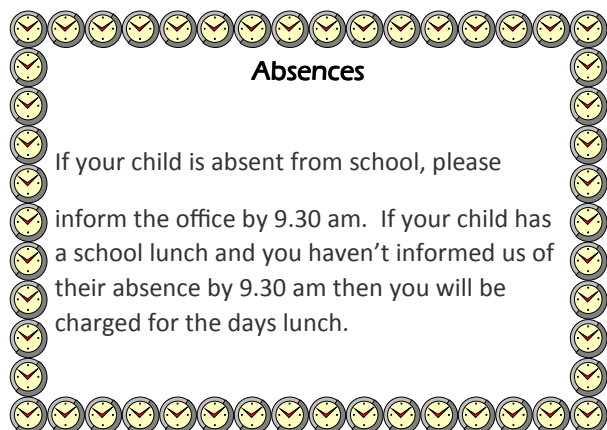 Absences
If your child is absent from school, please
inform the office by 9.30 am.  If your child has
a school lunch and you haven’t informed us of
their absence by 9.30 am then you will be
charged for the days lunch.